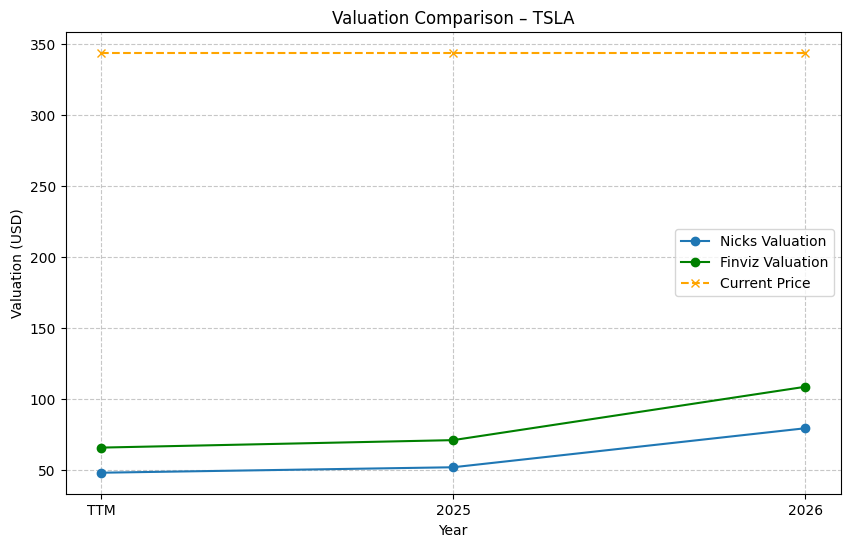 Valuation Comparison – TSLA
Valuation (USD)
350
300
250
200
150
100
50
Nicks Valuation
Finviz Valuation
Current Price
TTM
2025
2026
Year